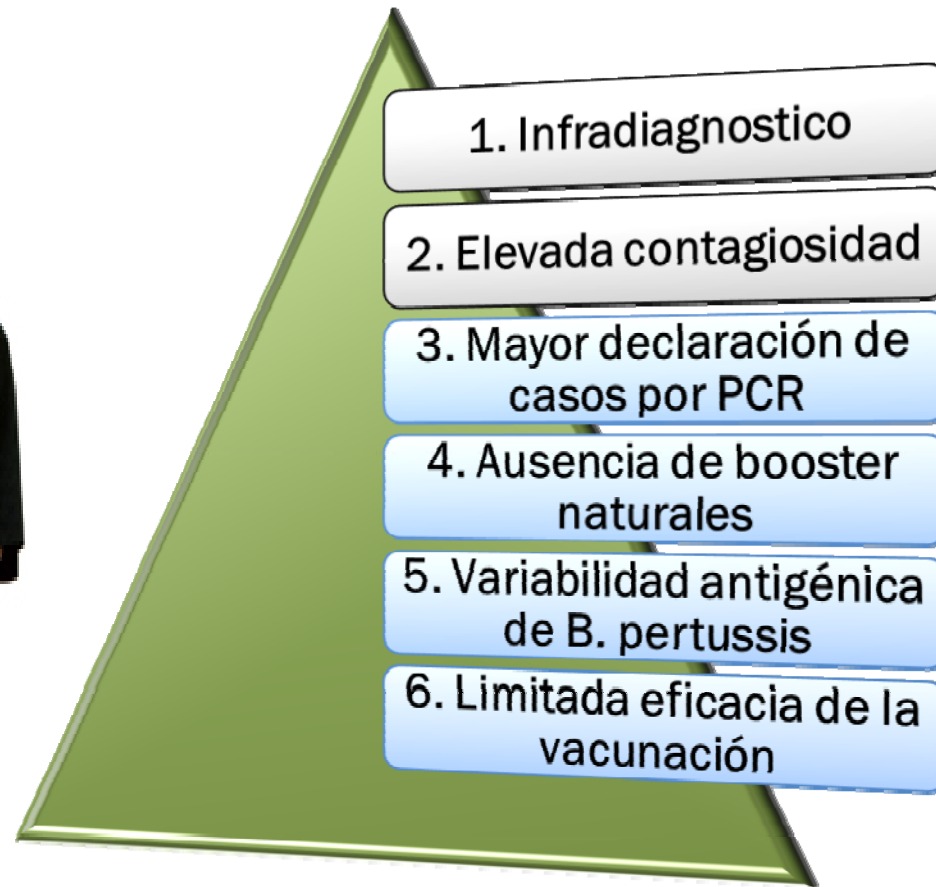 1. Infradiagnostico
2. Elevada contagiosidad
3. Mayor declaración de
casos por PCR
4. Ausencia de booster
naturales
5. Variabilidad antigénica
de B. pertussis
6. Limitada eficacia de la
vacunación